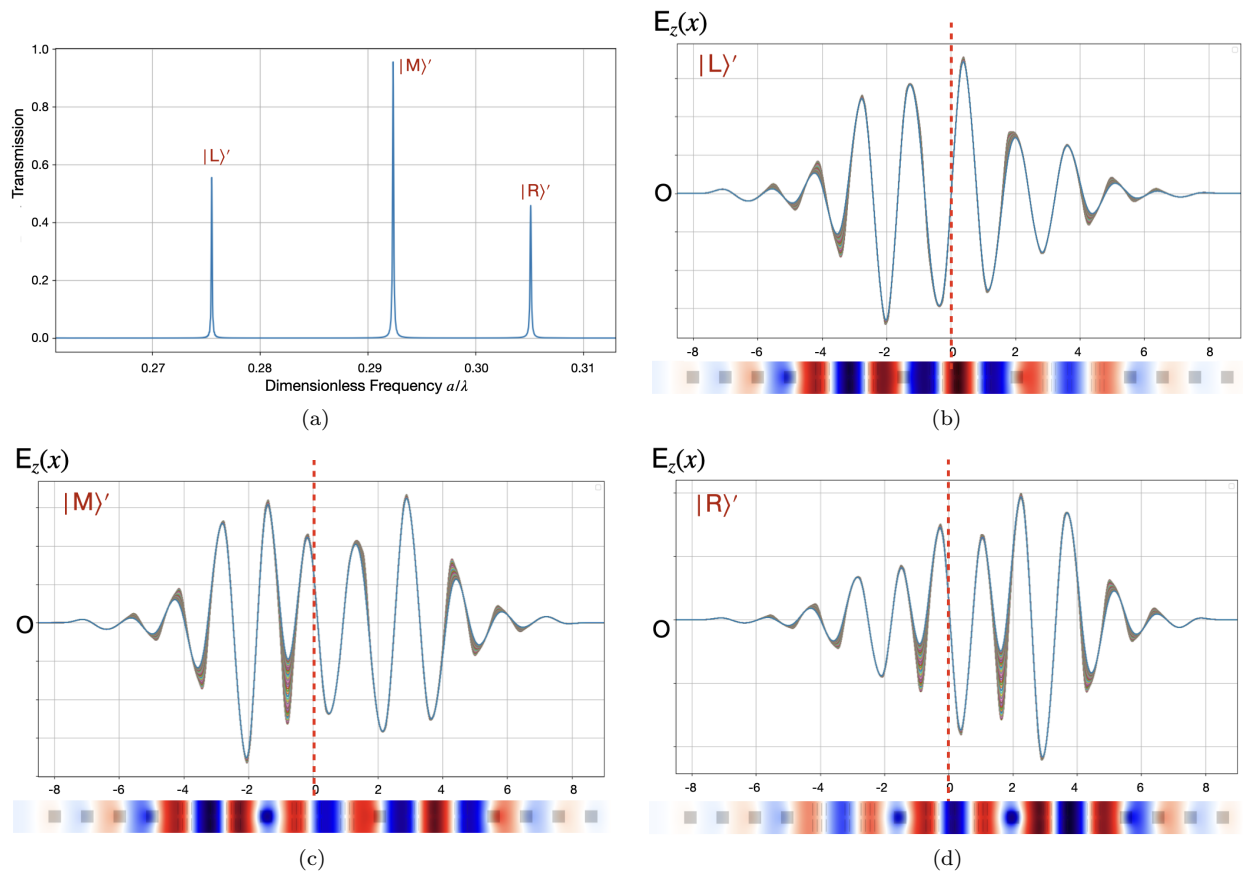 1.0
0.8
0.6
0.4
0.2
0.0
Transmission
|L⟩′
|M⟩′
|R⟩′
0.27 0.28 0.29 0.30 0.31
Dimensionless Frequency a/λ
(a)
E_z(x)
|L⟩′
O
-8 -6 -4 -2 0 2 4 6 8
(b)
E_z(x)
|M⟩′
O
-8 -6 -4 -2 0 2 4 6 8
(c)
E_z(x)
|R⟩′
O
-8 -6 -4 -2 0 2 4 6 8
(d)